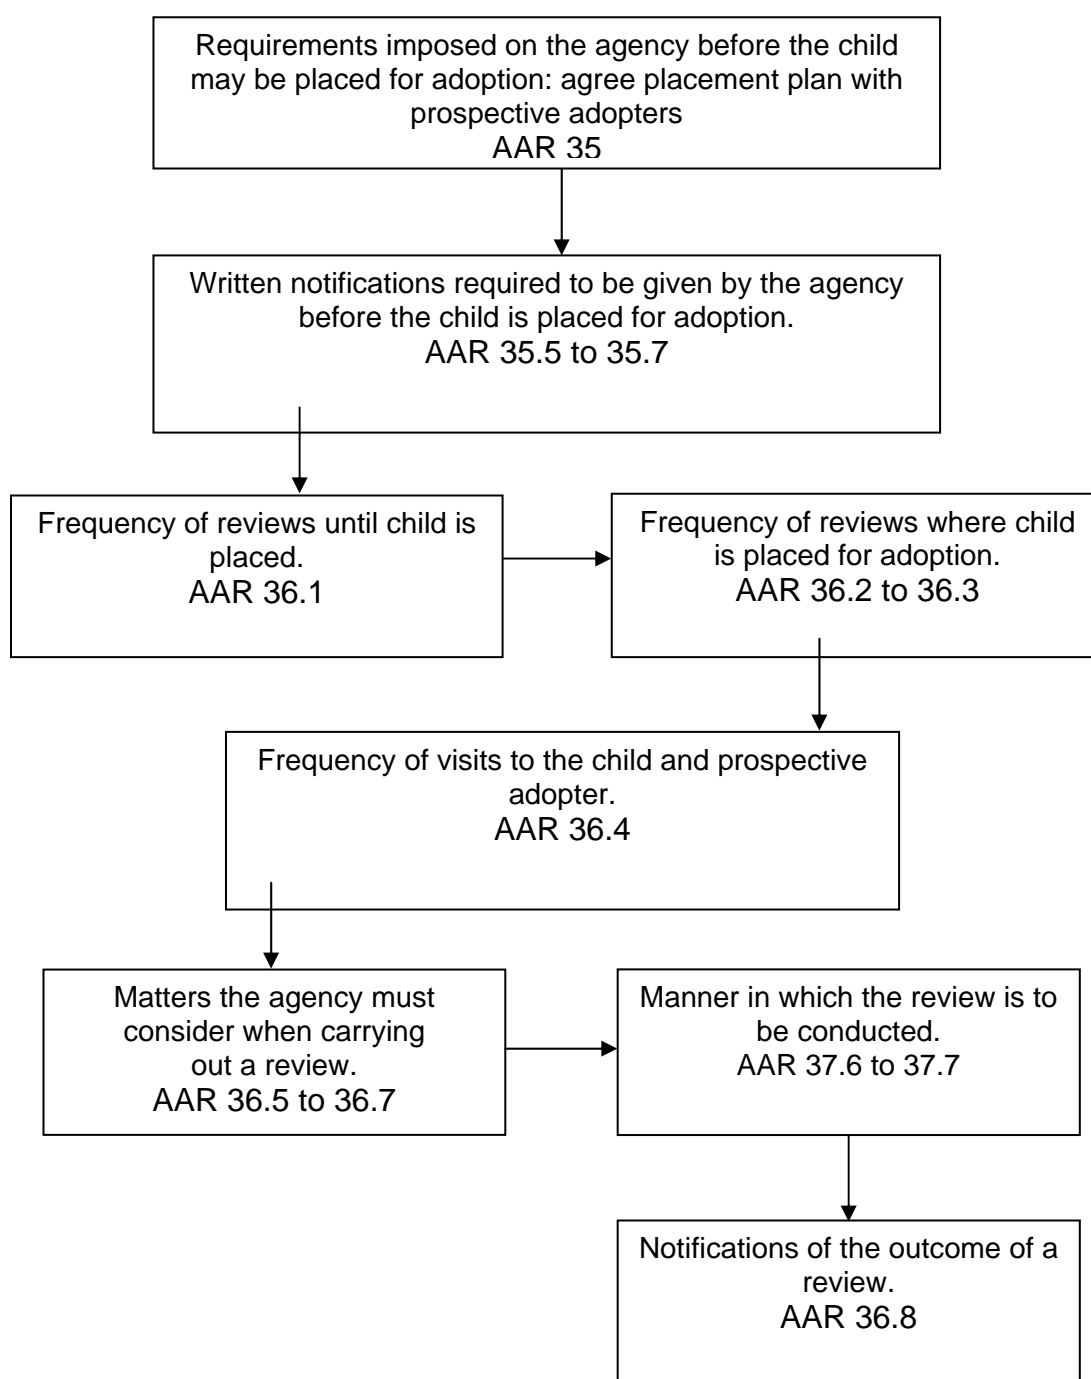 Requirements imposed on the agency before the child
may be placed for adoption: agree placement plan with
prospective adopters
AAR 35
Written notifications required to be given by the agency
before the child is placed for adoption.
AAR 35.5 to 35.7
Frequency of reviews until child is
placed.
AAR 36.1
Frequency of reviews where child
is placed for adoption.
AAR 36.2 to 36.3
Frequency of visits to the child and prospective
adopter.
AAR 36.4
Matters the agency must
consider when carrying
out a review.
AAR 36.5 to 36.7
Manner in which the review is to
be conducted.
AAR 37.6 to 37.7
Notifications of the outcome of a
review.
AAR 36.8